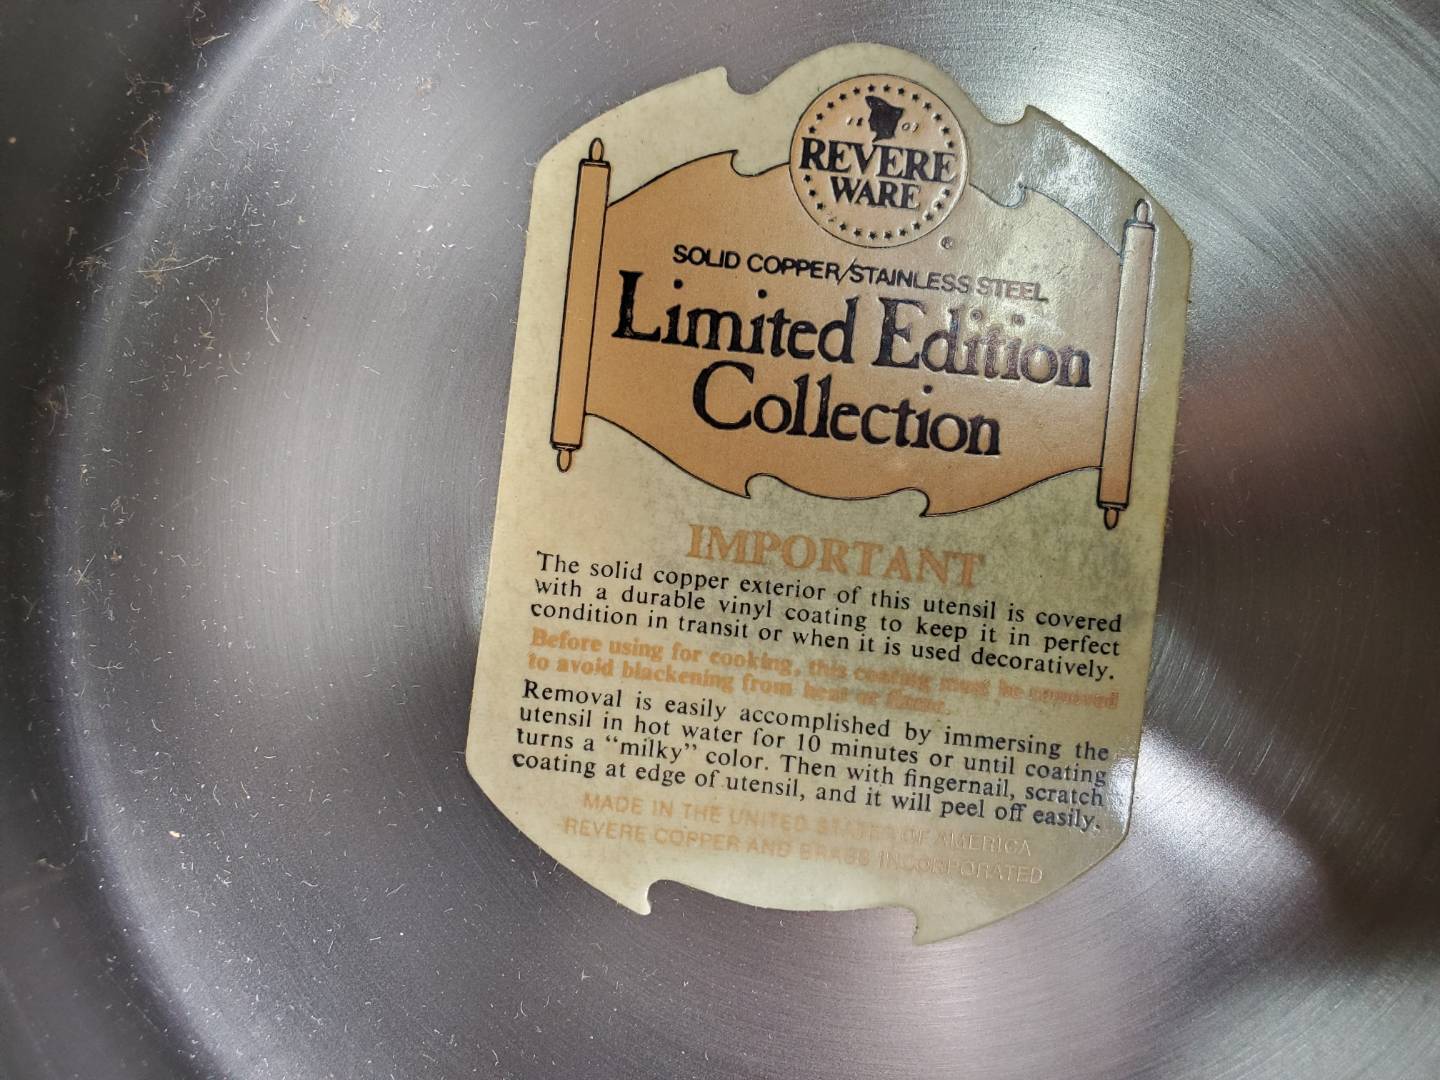 18 01
REVERE
WARE
®
SOLID COPPER/STAINLESS STEEL
Limited Edition
Collection
IMPORTANT
The solid copper exterior of this utensil is covered
with a durable vinyl coating to keep it in perfect
condition in transit or when it is used decoratively.
Before using for cooking, this coating must be removed
to avoid blackening from heat or flame.
Removal is easily accomplished by immersing the
utensil in hot water for 10 minutes or until coating
turns a “milky” color. Then with fingernail, scratch
coating at edge of utensil, and it will peel off easily.
MADE IN THE UNITED STATES OF AMERICA
REVERE COPPER AND BRASS INCORPORATED